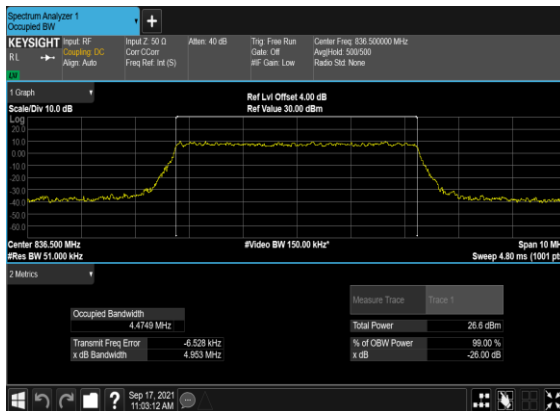 Spectrum Analyzer 1
Occupied BW
KEYSIGHT
RL
Input: RF
Coupling: DC
Align: Auto
Input Z: 50 Ω
Corr CCorr
Freq Ref: Int (S)
Atten: 40 dB
Trig: Free Run
Gate: Off
#IF Gain: Low
Center Freq: 836.500000 MHz
Avg|Hold: 500/500
Radio Std: None
1 Graph
Scale/Div 10.0 dB
Ref Lvl Offset 4.00 dB
Ref Value 30.00 dBm
Log
20.0
10.0
0.00
-10.0
-20.0
-30.0
-40.0
-50.0
-60.0
Center 836.500 MHz
#Res BW 51.000 kHz
#Video BW 150.00 kHz*
Span 10 MH
Sweep 4.80 ms (1001 pt
2 Metrics
Measure Trace
Trace 1
Occupied Bandwidth
4.4749 MHz
Total Power
26.6 dBm
Transmit Freq Error
-6.528 kHz
% of OBW Power
99.00 %
x dB Bandwidth
4.953 MHz
x dB
-26.00 dB
Sep 17, 2021
11:03:12 AM